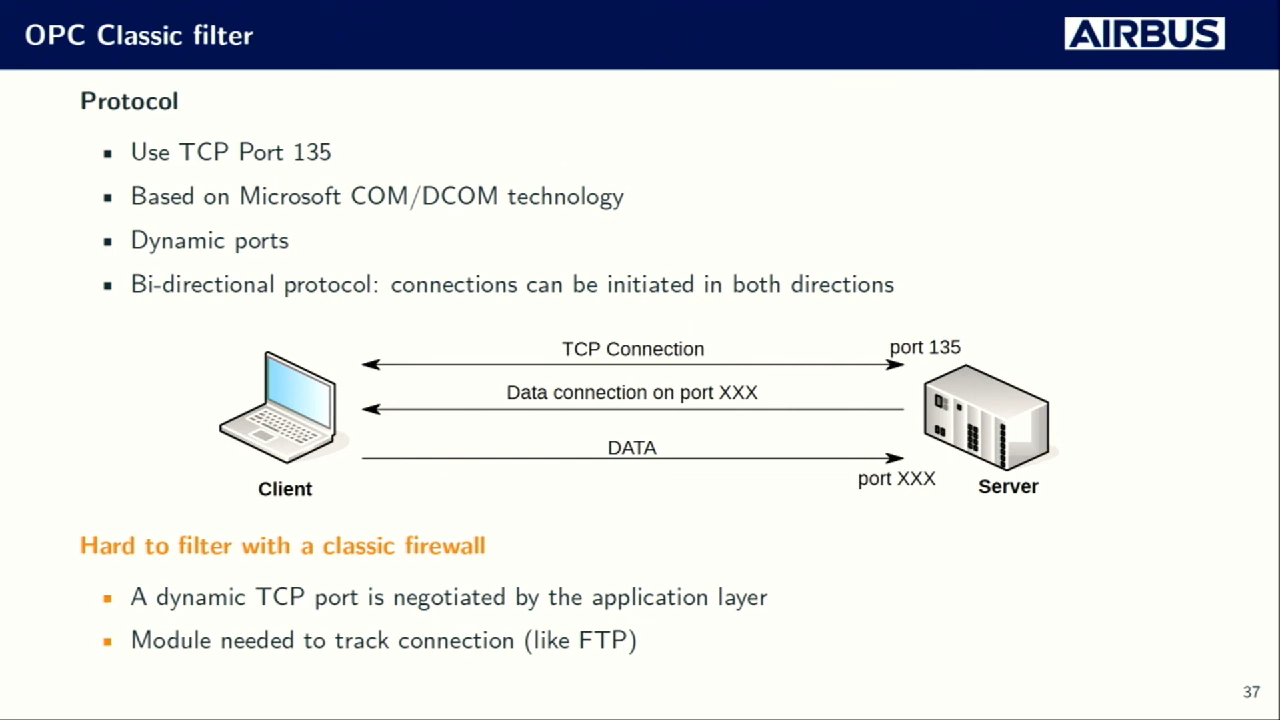 OPC Classic filter
AIRBUS
Protocol
Use TCP Port 135
Based on Microsoft COM/DCOM technology
Dynamic ports
Bi-directional protocol: connections can be initiated in both directions
TCP Connection
port 135
Data connection on port XXX
DATA
port XXX
Client
Server
Hard to filter with a classic firewall
A dynamic TCP port is negotiated by the application layer
Module needed to track connection (like FTP)
37